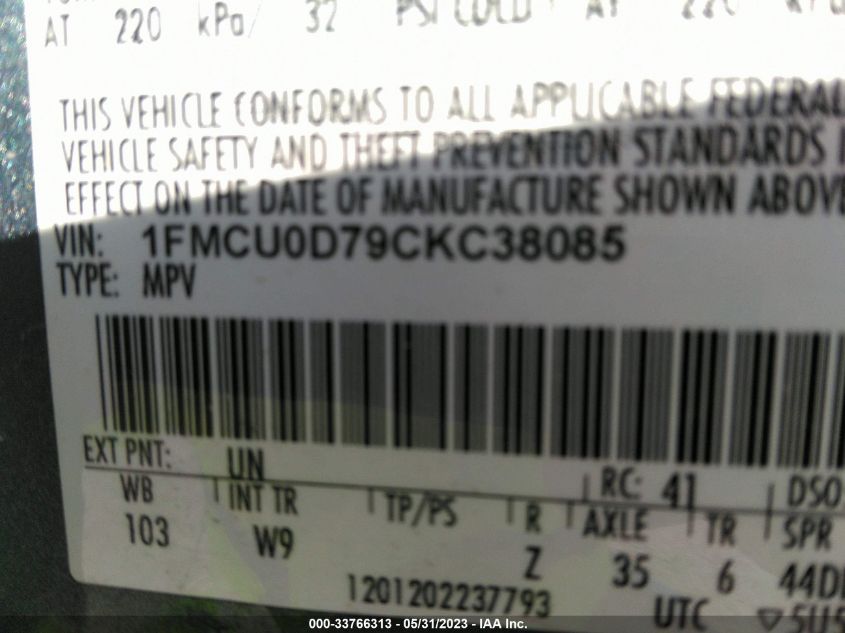 AT 220 kPa/ 32 PSI COLD AT 220
THIS VEHICLE CONFORMS TO ALL APPLICABLE FEDERAL
VEHICLE SAFETY AND THEFT PREVENTION STANDARDS
EFFECT ON THE DATE OF MANUFACTURE SHOWN ABOVE
VIN: 1FMCU0D79CKC38085
TYPE: MPV
EXT PNT: UN RC: 41 DSO
WB INT TR TP/PS R AXLE TR SPR
103 W9 Z 35 6 44D
1201202237793 UTC
000-33766313 / 05/31/2023 - IAA Inc.